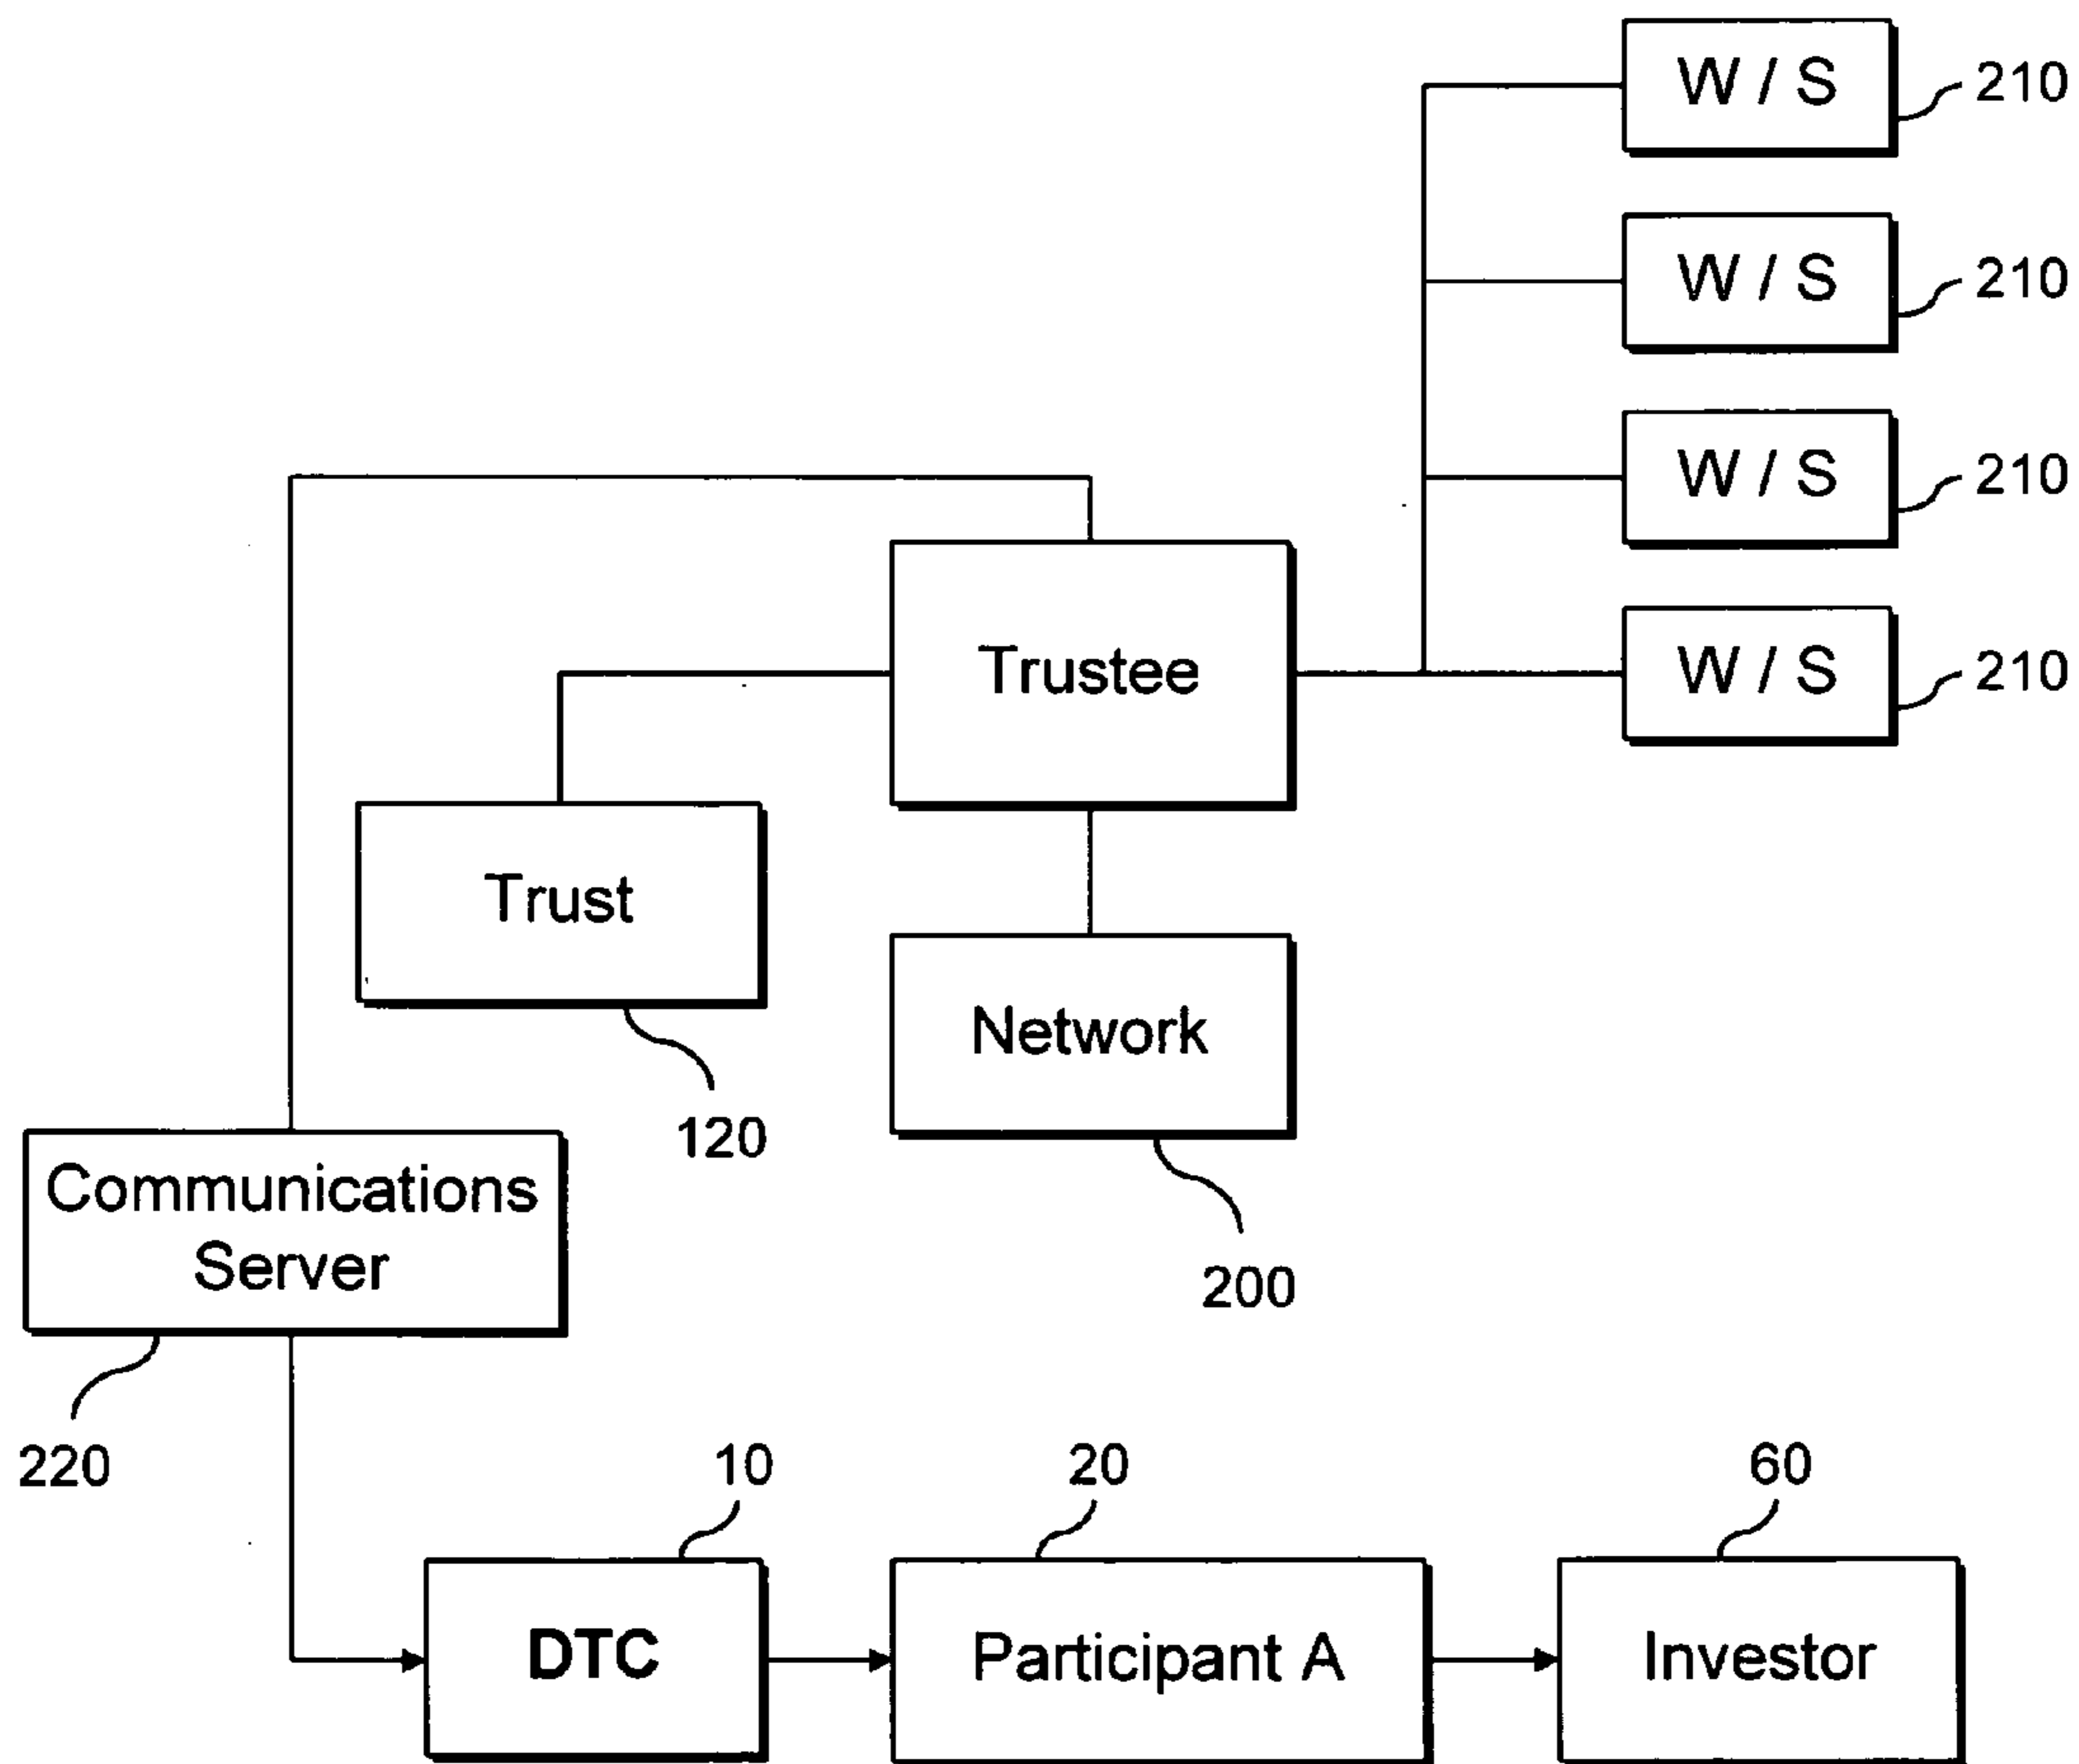 W / S
210
W / S
210
W / S
210
Trustee
W / S
210
Trust
Network
120
Communications
Server
200
220
10
20
60
DTC
Participant A
Investor